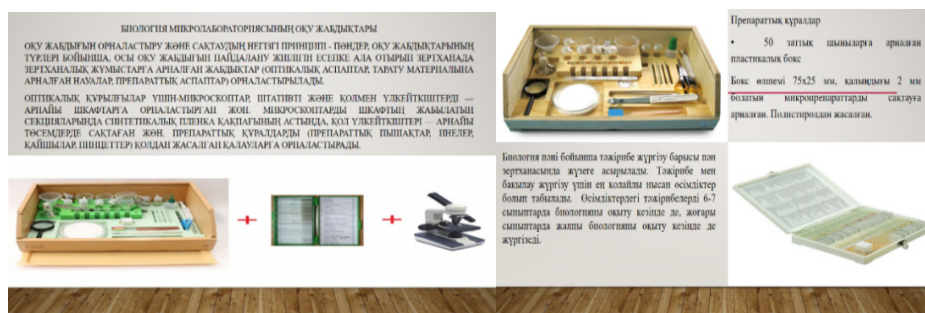 БИОЛОГИЯ МИКРОЛАБОРАТОРИЯСЫНЫҢ ОҚУ ЖАБДЫҚТАРЫ
ОҚУ ЖАБДЫҒЫН ОРНАЛАСТЫРУ ЖӘНЕ САҚТАУДЫҢ НЕГІЗГІ ПРИНЦИПІ - ПӘНДЕР, ОҚУ ЖАБДЫҚТАРЫНЫҢ
ТҮРЛЕРІ БОЙЫНША, ОСЫ ОҚУ ЖАБДЫҒЫН ПАЙДАЛАНУ ЖИІЛІГІН ЕСЕПКЕ АЛА ОТЫРЫП ЗЕРТХАНАДА
ЗЕРТХАНАЛЫҚ ЖҰМЫСТАРҒА АРНАЛҒАН ЖАБДЫҚТАР (ОПТИКАЛЫҚ АСПАПТАР, ТАРАТУ МАТЕРИАЛЫНА
АРНАЛҒАН НАУАЛАР, ПРЕПАРАТТЫҚ АСПАПТАР) ОРНАЛАСТЫРЫЛАДЫ.
ОПТИКАЛЫҚ ҚҰРЫЛҒЫЛАР ҮШІН-МИКРОСКОПТАР, ШТАТИВТІ ЖӘНЕ ҚОЛМЕН ҮЛКЕЙТКІШТЕРДІ —
АРНАЙЫ ШКАФТАРҒА ОРНАЛАСТЫРҒАН ЖӨН. МИКРОСКОПТАРДЫ ШКАФТЫҢ ЖАБЫЛАТЫН
СЕКЦИЯЛАРЫНДА СИНТЕТИКАЛЫҚ ПЛЕНКА ҚАҚПАҒЫНЫҢ АСТЫНДА, ҚОЛ ҮЛКЕЙТКІШТЕРІ — АРНАЙЫ
ТӨСЕМДЕРДЕ САҚТАҒАН ЖӨН. ПРЕПАРАТТЫҚ ҚҰРАЛДАРДЫ (ПРЕПАРАТТЫҚ ПЫШАҚТАР, ИНЕЛЕР,
ҚАЙШЫЛАР, ПИНЦЕТТЕР) ҚОЛДАН ЖАСАЛҒАН ҚАЛАУЛАРҒА ОРНАЛАСТЫРАДЫ.
Препараттық құралдар
• 50 заттық шыныларға арналған
пластикалық бокс
Бокс өлшемі 75х25 мм, қалыңдығы 2 мм
болатын микропрепараттарды сақтауға
арналған. Полистиролдан жасалған.
Биология пәні бойынша тәжірибе жүргізу барысы пән
зертханасында жүзеге асырылады. Тәжірибе мен
бақылау жүргізу үшін ең қолайлы нысан өсімдіктер
болып табылады. Өсімдіктердегі тәжірибелерді 6-7
сыныптарда биологияны оқыту кезінде де, жоғары
сыныптарда жалпы биологияны оқыту кезінде де
жүргізеді.